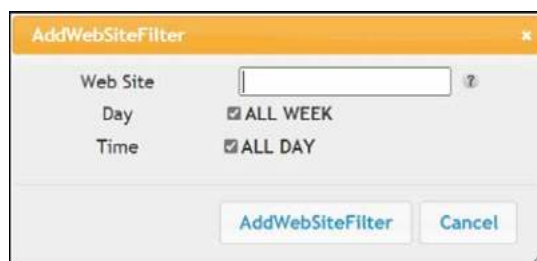 AddWebSiteFilter ×
Web Site ?
Day ALL WEEK
Time ALL DAY
AddWebSiteFilter Cancel